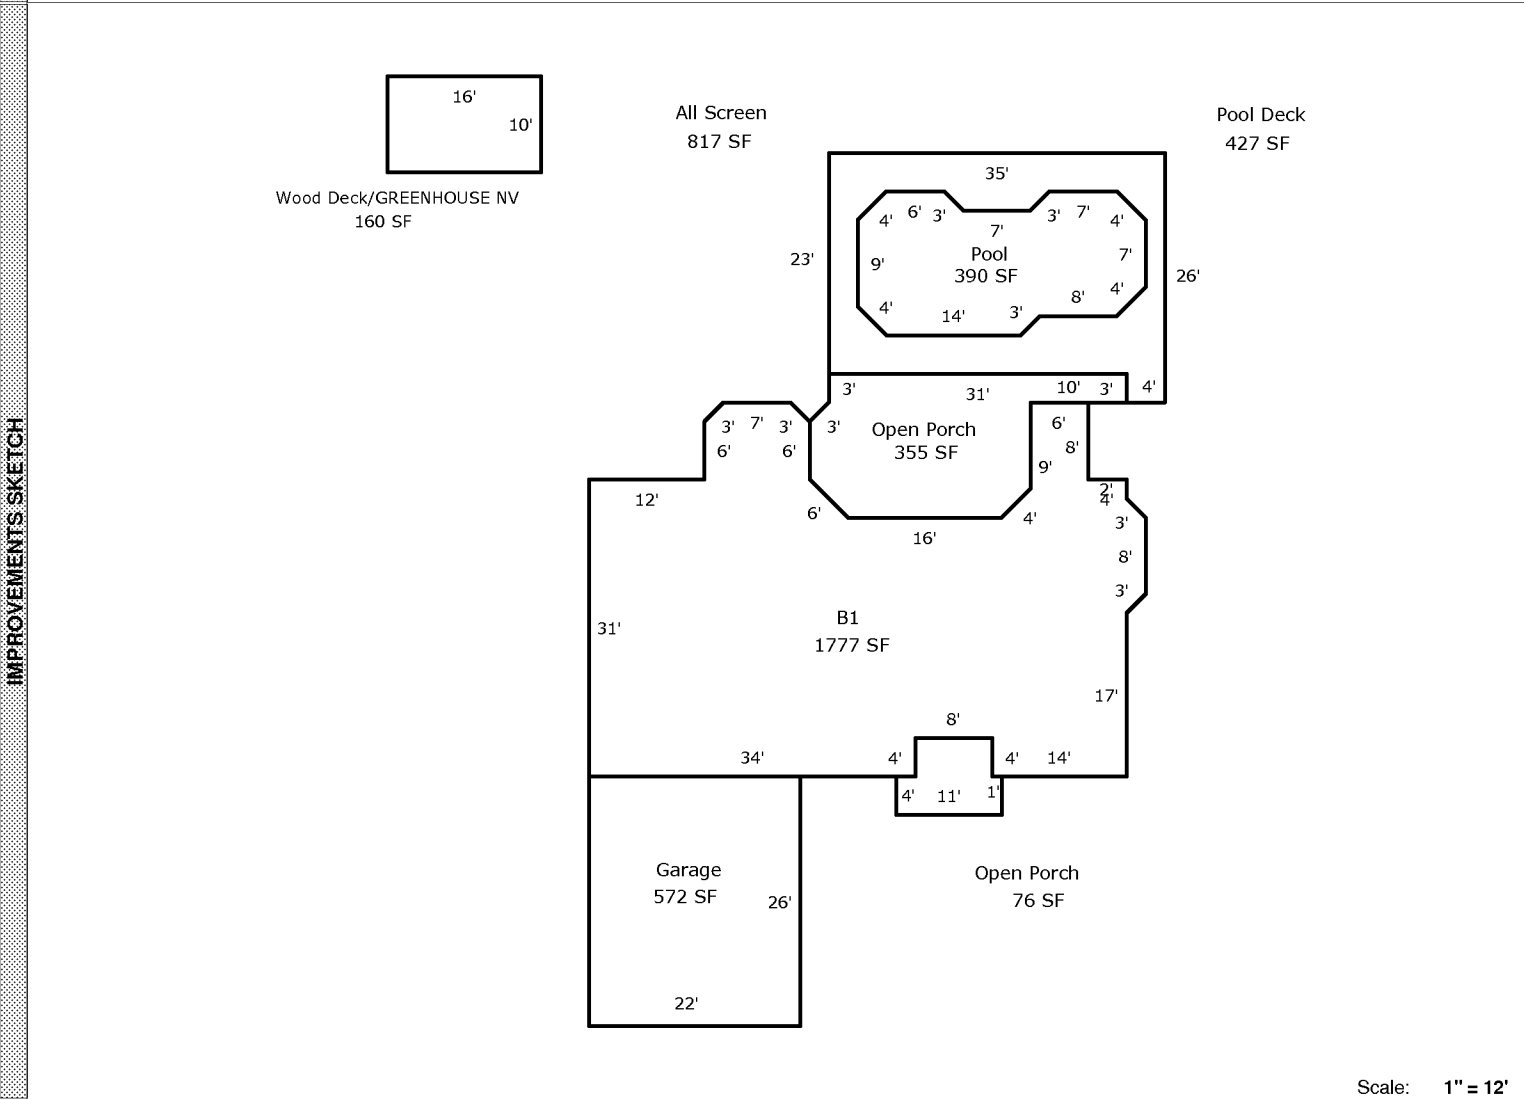 IMPROVEMENTS SKETCH
16'
10'
Wood Deck/GREENHOUSE NV
160 SF
All Screen
817 SF
Pool Deck
427 SF
35'
23'
26'
4' 6' 3' 7' 3' 7' 4'
9'
Pool
390 SF
7'
4'
8'
4' 14' 3'
3' 31' 10' 3' 4'
3' 7' 3' 3'
6' 6'
Open Porch
355 SF
6'
8'
9'
12'
6'
16'
4'
2'
4'
3'
8'
3'
31'
B1
1777 SF
17'
8'
34' 4' 4' 14'
4' 11' 1'
Garage
572 SF
26'
22'
Open Porch
76 SF
Scale: 1" = 12'